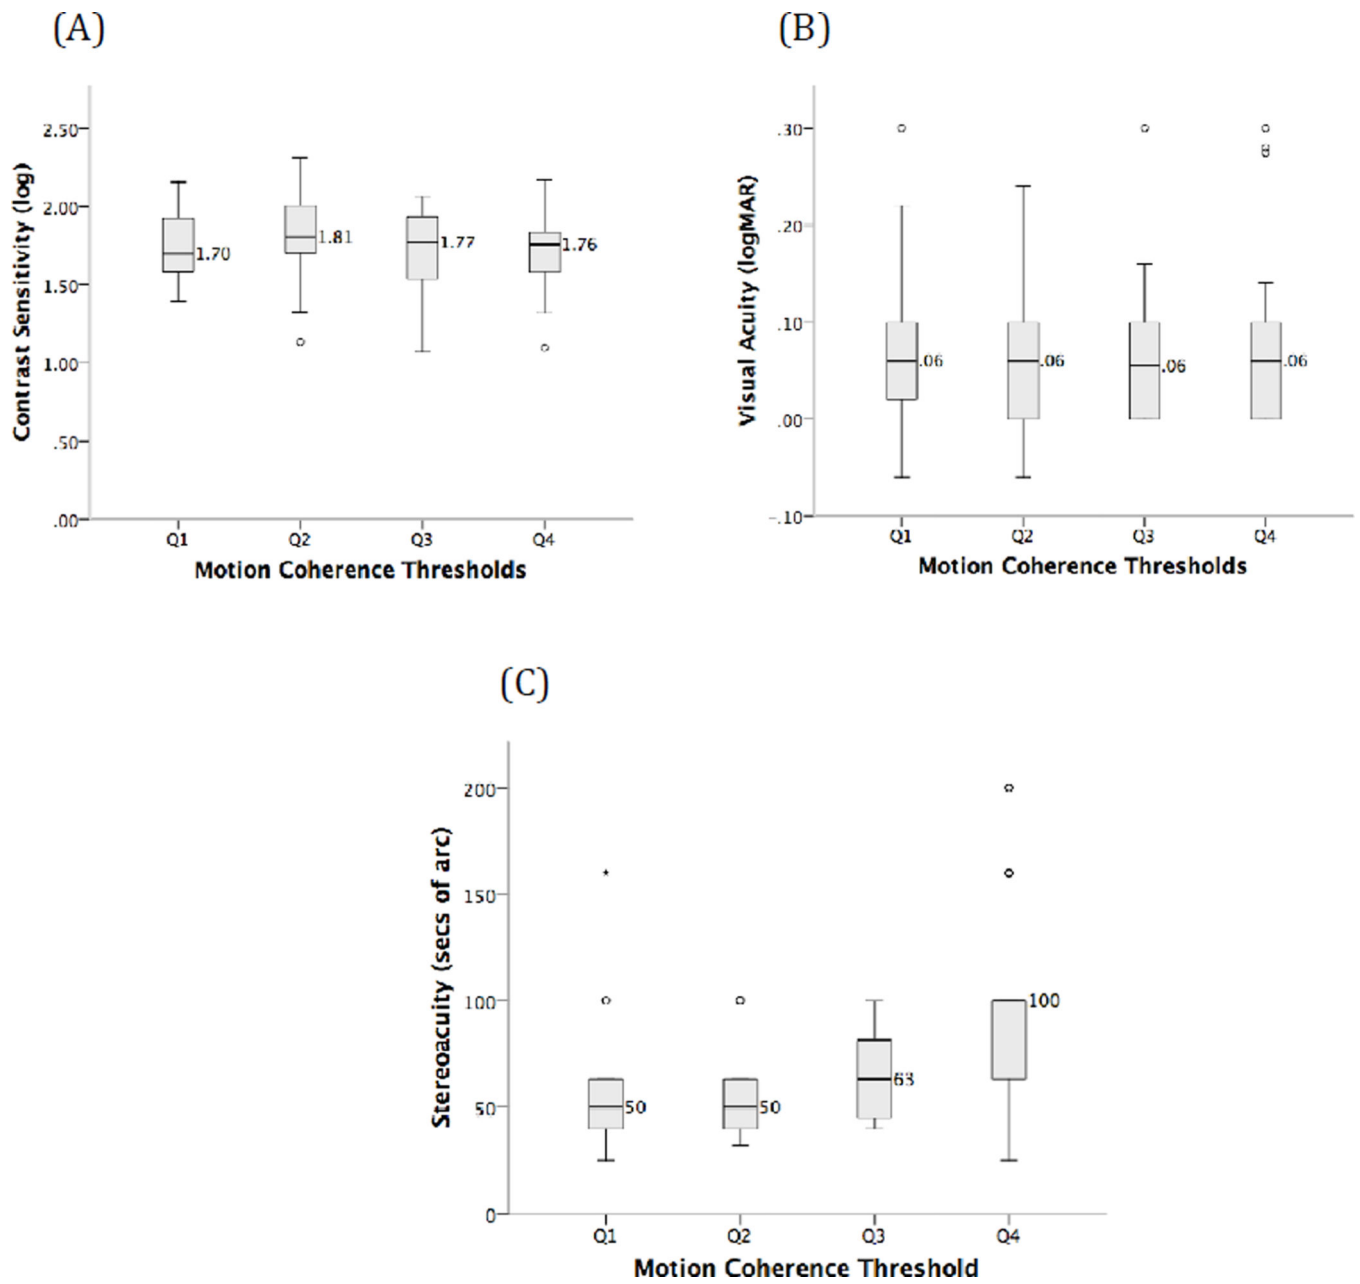 (A)
Contrast Sensitivity (log)
2.50
2.00
1.50
1.00
.50
.00
1.70
1.81
1.77
1.76
Q1 Q2 Q3 Q4
Motion Coherence Thresholds
(B)
Visual Acuity (logMAR)
.30
.20
.10
.00
-.10
.06
.06
.06
.06
Q1 Q2 Q3 Q4
Motion Coherence Thresholds
(C)
Stereoacuity (secs of arc)
200
150
100
50
0
50
50
63
100
Q1 Q2 Q3 Q4
Motion Coherence Threshold